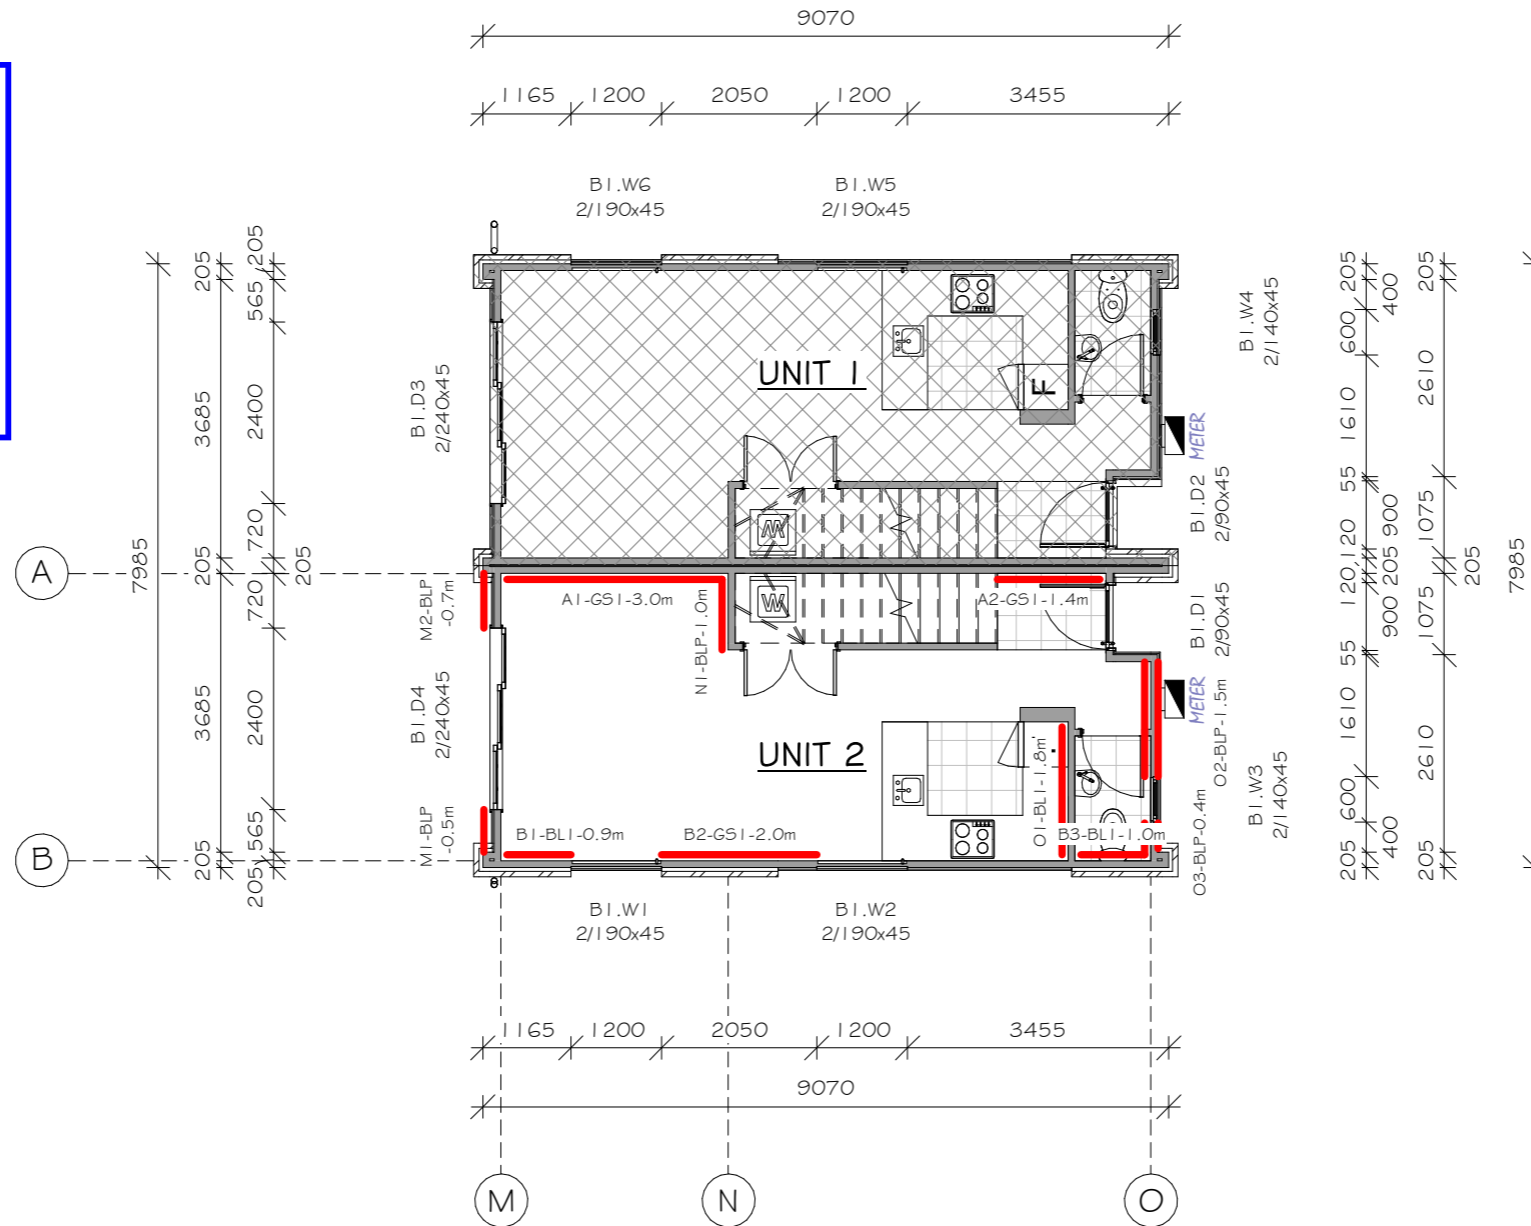 9070
1165 1200 2050 1200 3455
B1.W6
2/190x45
B1.W5
2/190x45
205
565
2400
720
205
720
2400
565
205
205
3685
205
3685
205
7985
B1.D3
2/240x45
UNIT 1
F
METER
B1.W4
2/140x45
B1.D2
2/90x45
205
400
600
1610
55
900
120
205
120
900
55
1610
600
400
205
205
2610
1075
205
1075
2610
205
7985
A
M2-BLP
-0.7m
A1-GS1-3.0m
N1-BLP-1.0m
W
W
A2-GS1-1.4m
B1.D1
2/90x45
B1.D4
2/240x45
UNIT 2
METER
O2-BLP-1.5m
B1.W3
2/140x45
B
M1-BLP
-0.5m
B1-BL1-0.9m
B2-GS1-2.0m
O1-BL1-1.8m
B3-BL1-1.0m
O3-BLP-0.4m
B1.W1
2/190x45
B1.W2
2/190x45
1165 1200 2050 1200 3455
9070
M N O